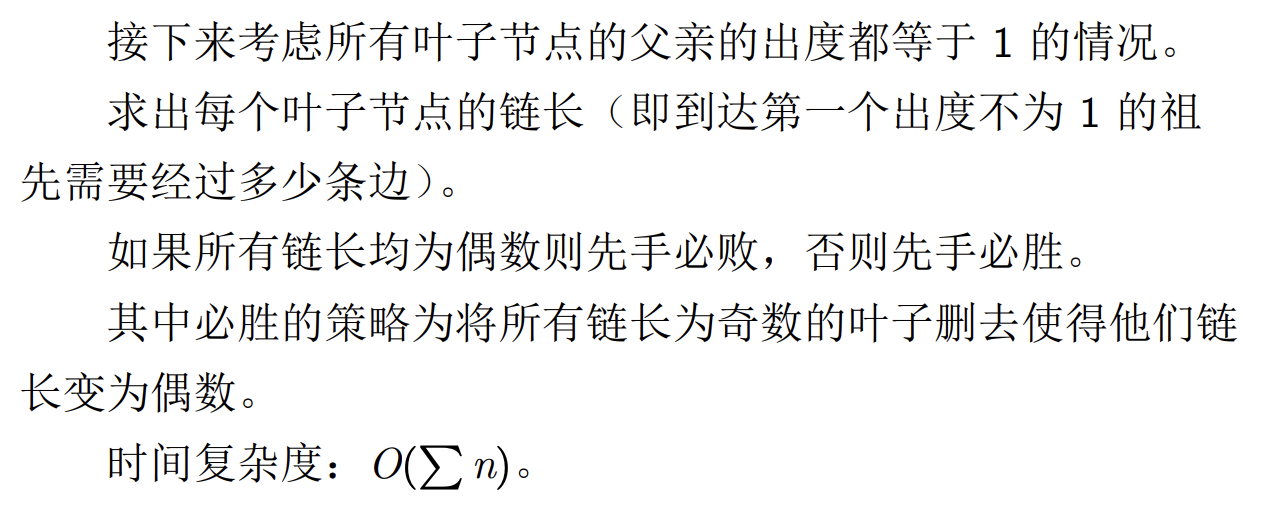 接下来考虑所有叶子节点的父亲的出度都等于 1 的情况。
求出每个叶子节点的链长（即到达第一个出度不为 1 的祖
先需要经过多少条边）。
如果所有链长均为偶数则先手必败，否则先手必胜。
其中必胜的策略为将所有链长为奇数的叶子删去使得他们链
长变为偶数。
时间复杂度：O(∑ n)。